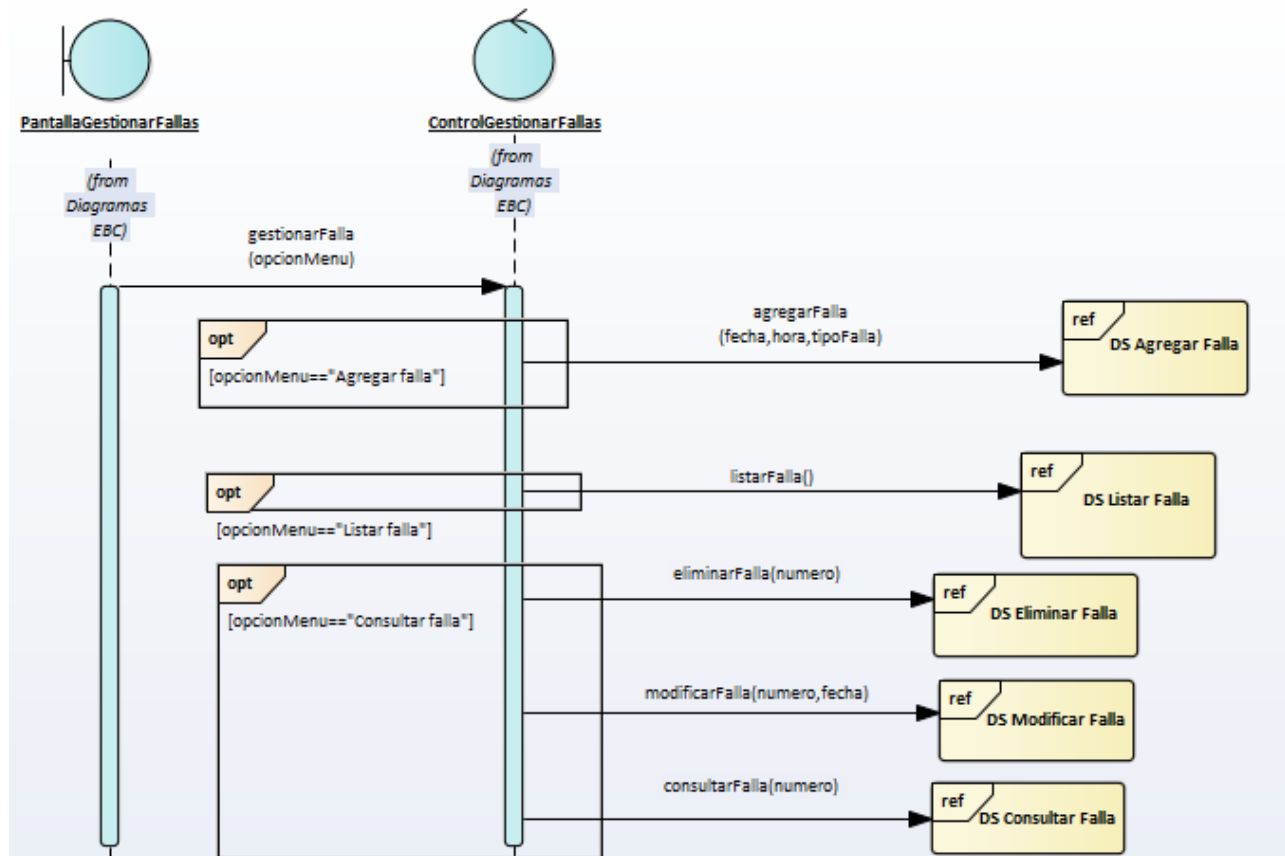 PantallaGestionarFallas
ControlGestionarFallas
(from
Diagramas
EBC)
(from
Diagramas
EBC)
gestionarFalla
(opcionMenu)
opt
[opcionMenu=="Agregar falla"]
agregarFalla
(fecha,hora,tipoFalla)
ref
DS Agregar Falla
opt
[opcionMenu=="Listar falla"]
listarFalla()
ref
DS Listar Falla
opt
[opcionMenu=="Consultar falla"]
eliminarFalla(numero)
ref
DS Eliminar Falla
modificarFalla(numero,fecha)
ref
DS Modificar Falla
consultarFalla(numero)
ref
DS Consultar Falla